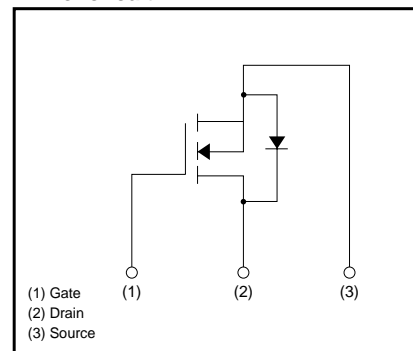 (1) (2) (3)
(1) Gate
(2) Drain
(3) Source